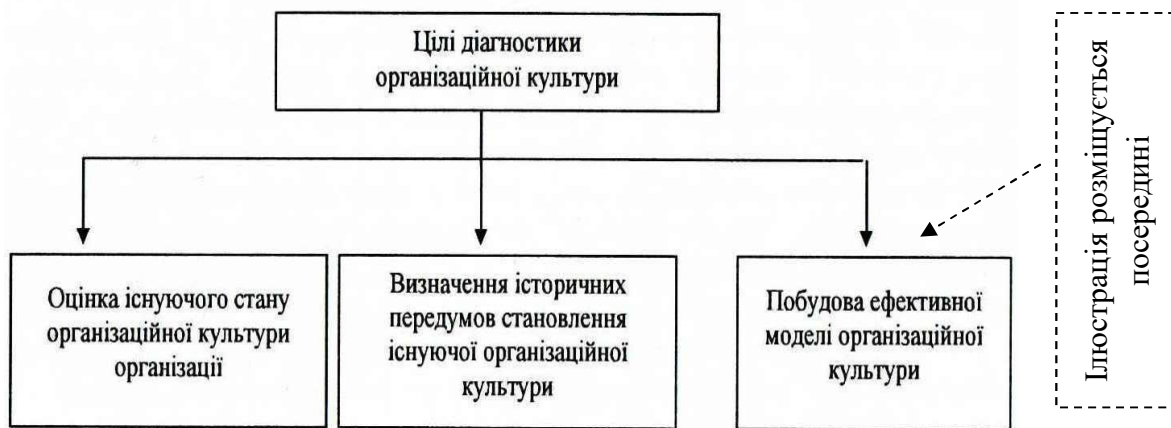 Цілі діагностики
організаційної культури
Оцінка існуючого стану
організаційної культури
організації
Визначення історичних
передумов становлення
існуючої організаційної
культури
Побудова ефективної
моделі організаційної
культури
Ілюстрація розміщується
посередині